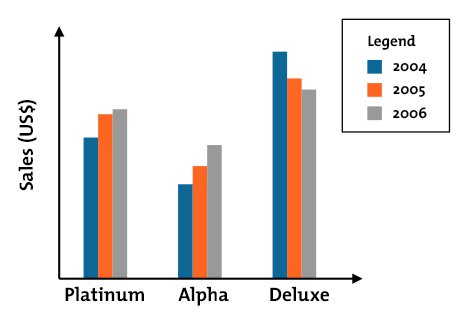 Legend
2004
2005
2006
Sales (US$)
Platinum
Alpha
Deluxe